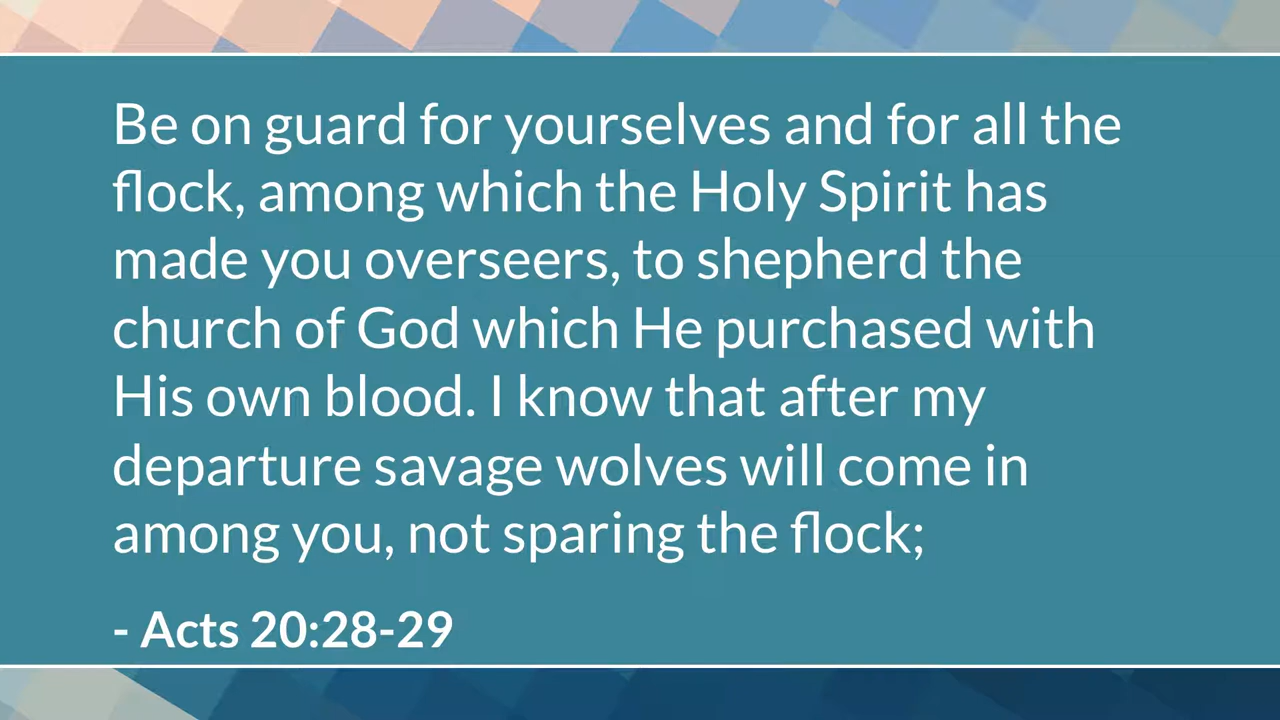 Be on guard for yourselves and for all the
flock, among which the Holy Spirit has
made you overseers, to shepherd the
church of God which He purchased with
His own blood. I know that after my
departure savage wolves will come in
among you, not sparing the flock;
- Acts 20:28-29